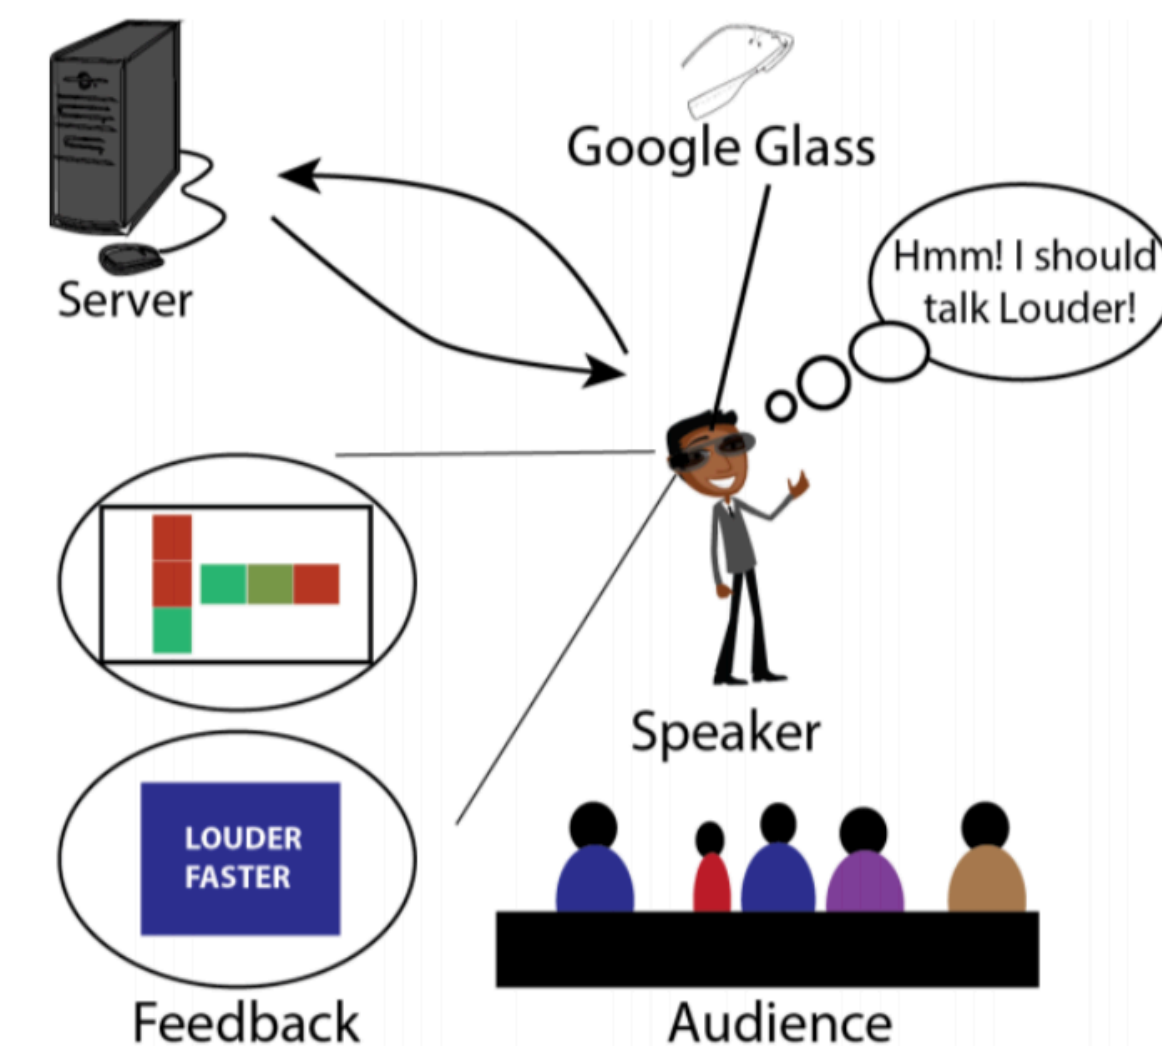 Google Glass
Hmm! I should
talk Louder!
Server
Speaker
LOUDER
FASTER
Feedback
Audience